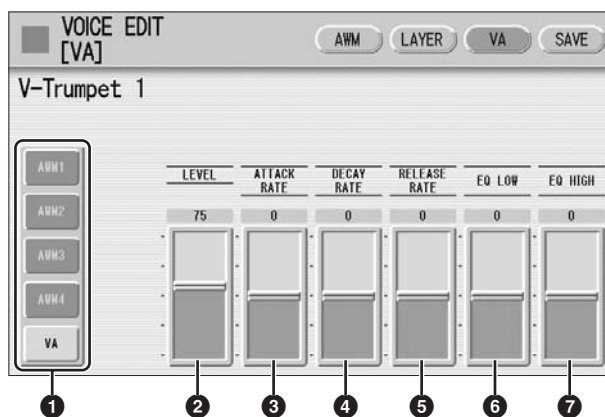 VOICE EDIT
[VA]
AWM LAYER VA SAVE
V-Trumpet 1
AWM1
AWM2
AWM3
AWM4
VA
LEVEL
ATTACK
RATE
DECAY
RATE
RELEASE
RATE
EQ LOW
EQ HIGH
75 0 0 0 0 0
1 2 3 4 5 6 7